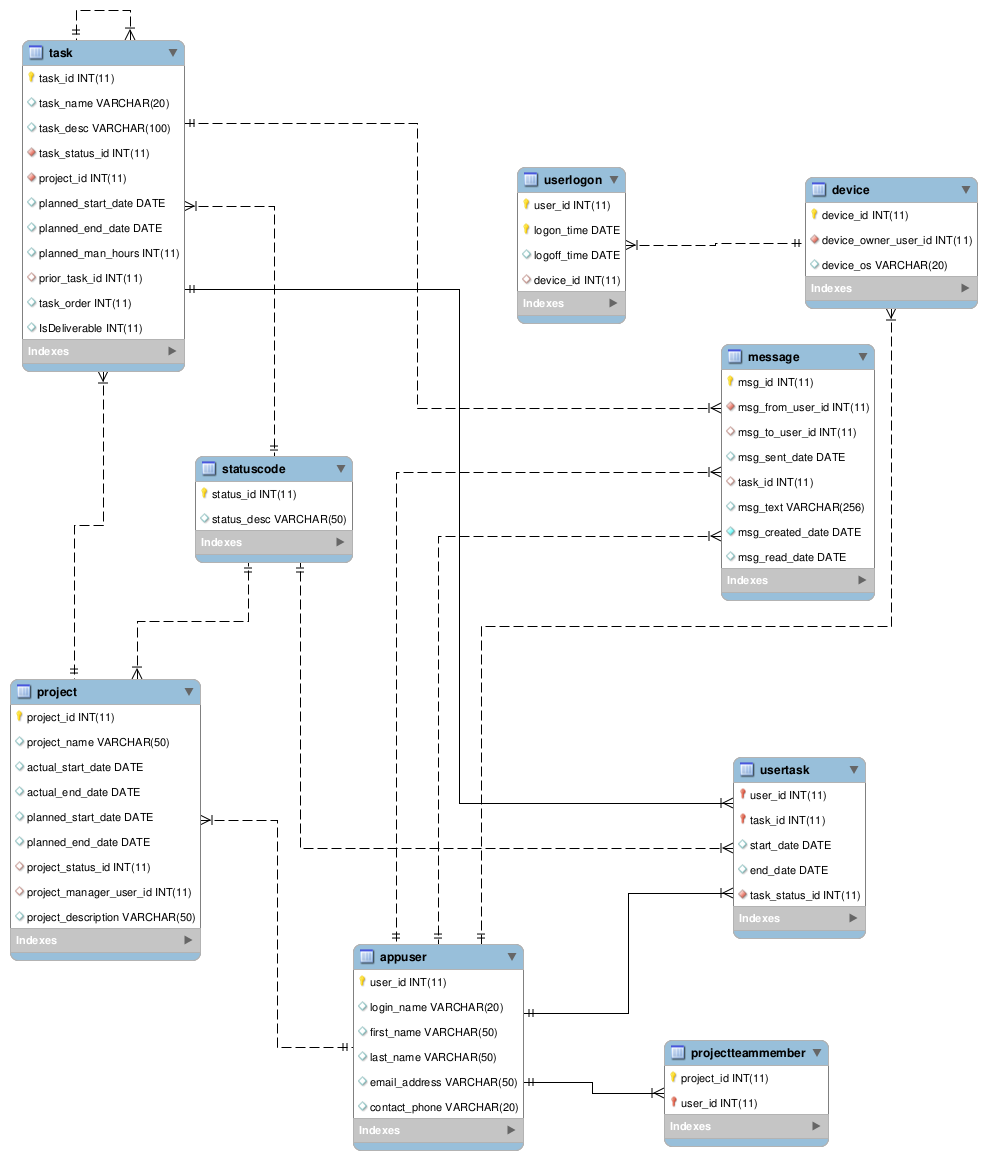 task
task_id INT(11)
task_name VARCHAR(20)
task_desc VARCHAR(100)
task_status_id INT(11)
project_id INT(11)
planned_start_date DATE
planned_end_date DATE
planned_man_hours INT(11)
prior_task_id INT(11)
task_order INT(11)
IsDeliverable INT(11)
Indexes
userlogon
user_id INT(11)
logon_time DATE
logoff_time DATE
device_id INT(11)
Indexes
device
device_id INT(11)
device_owner_user_id INT(11)
device_os VARCHAR(20)
Indexes
message
msg_id INT(11)
msg_from_user_id INT(11)
msg_to_user_id INT(11)
msg_sent_date DATE
task_id INT(11)
msg_text VARCHAR(256)
msg_created_date DATE
msg_read_date DATE
Indexes
statuscode
status_id INT(11)
status_desc VARCHAR(50)
Indexes
project
project_id INT(11)
project_name VARCHAR(50)
actual_start_date DATE
actual_end_date DATE
planned_start_date DATE
planned_end_date DATE
project_status_id INT(11)
project_manager_user_id INT(11)
project_description VARCHAR(50)
Indexes
usertask
user_id INT(11)
task_id INT(11)
start_date DATE
end_date DATE
task_status_id INT(11)
Indexes
appuser
user_id INT(11)
login_name VARCHAR(20)
first_name VARCHAR(50)
last_name VARCHAR(50)
email_address VARCHAR(50)
contact_phone VARCHAR(20)
Indexes
projectteammember
project_id INT(11)
user_id INT(11)
Indexes